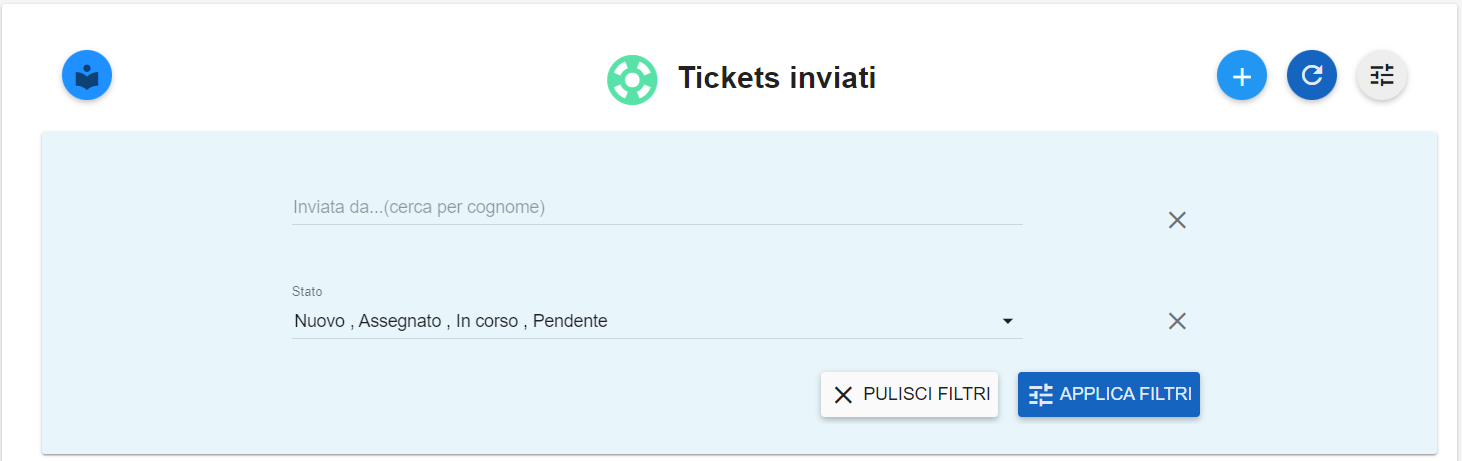 Tickets inviati
Inviata da...(cerca per cognome)
Stato
Nuovo , Assegnato , In corso , Pendente
PULISCI FILTRI
APPLICA FILTRI